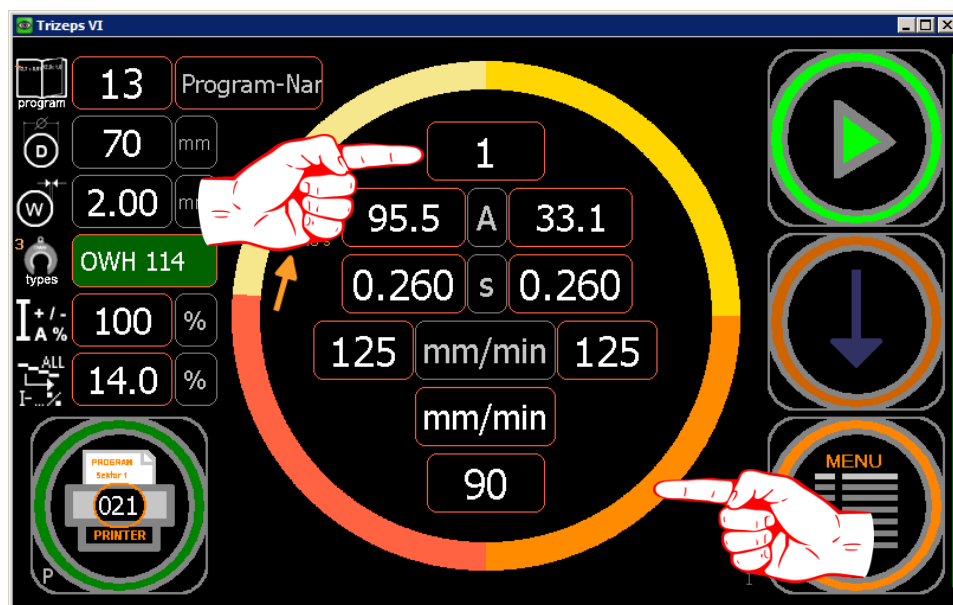 Trizeps VI
program
13
Program-Nar
D
70
mm
W
2.00
3
types
OWH 114
I + / - A %
100
%
ALL
I-...%
14.0
%
PROGRAM
Sektor 1
021
PRINTER
P
1
95.5 A 33.1
0.260 s 0.260
125 mm/min 125
mm/min
90
MENU
1